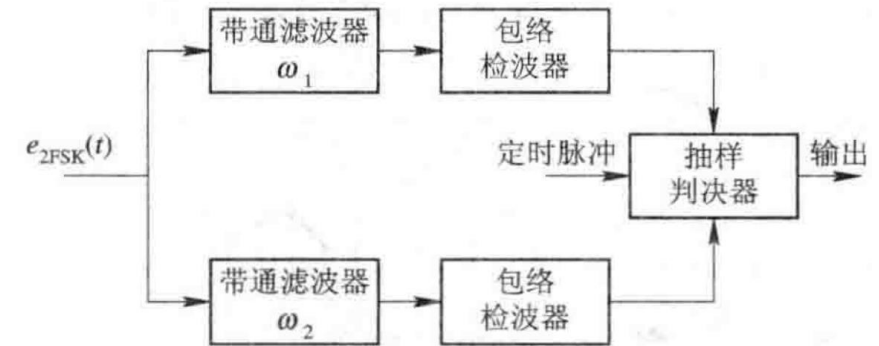 带通滤波器
ω₁
包络
检波器
e₂FSK(t)
定时脉冲
抽样
判决器
输出
带通滤波器
ω₂
包络
检波器